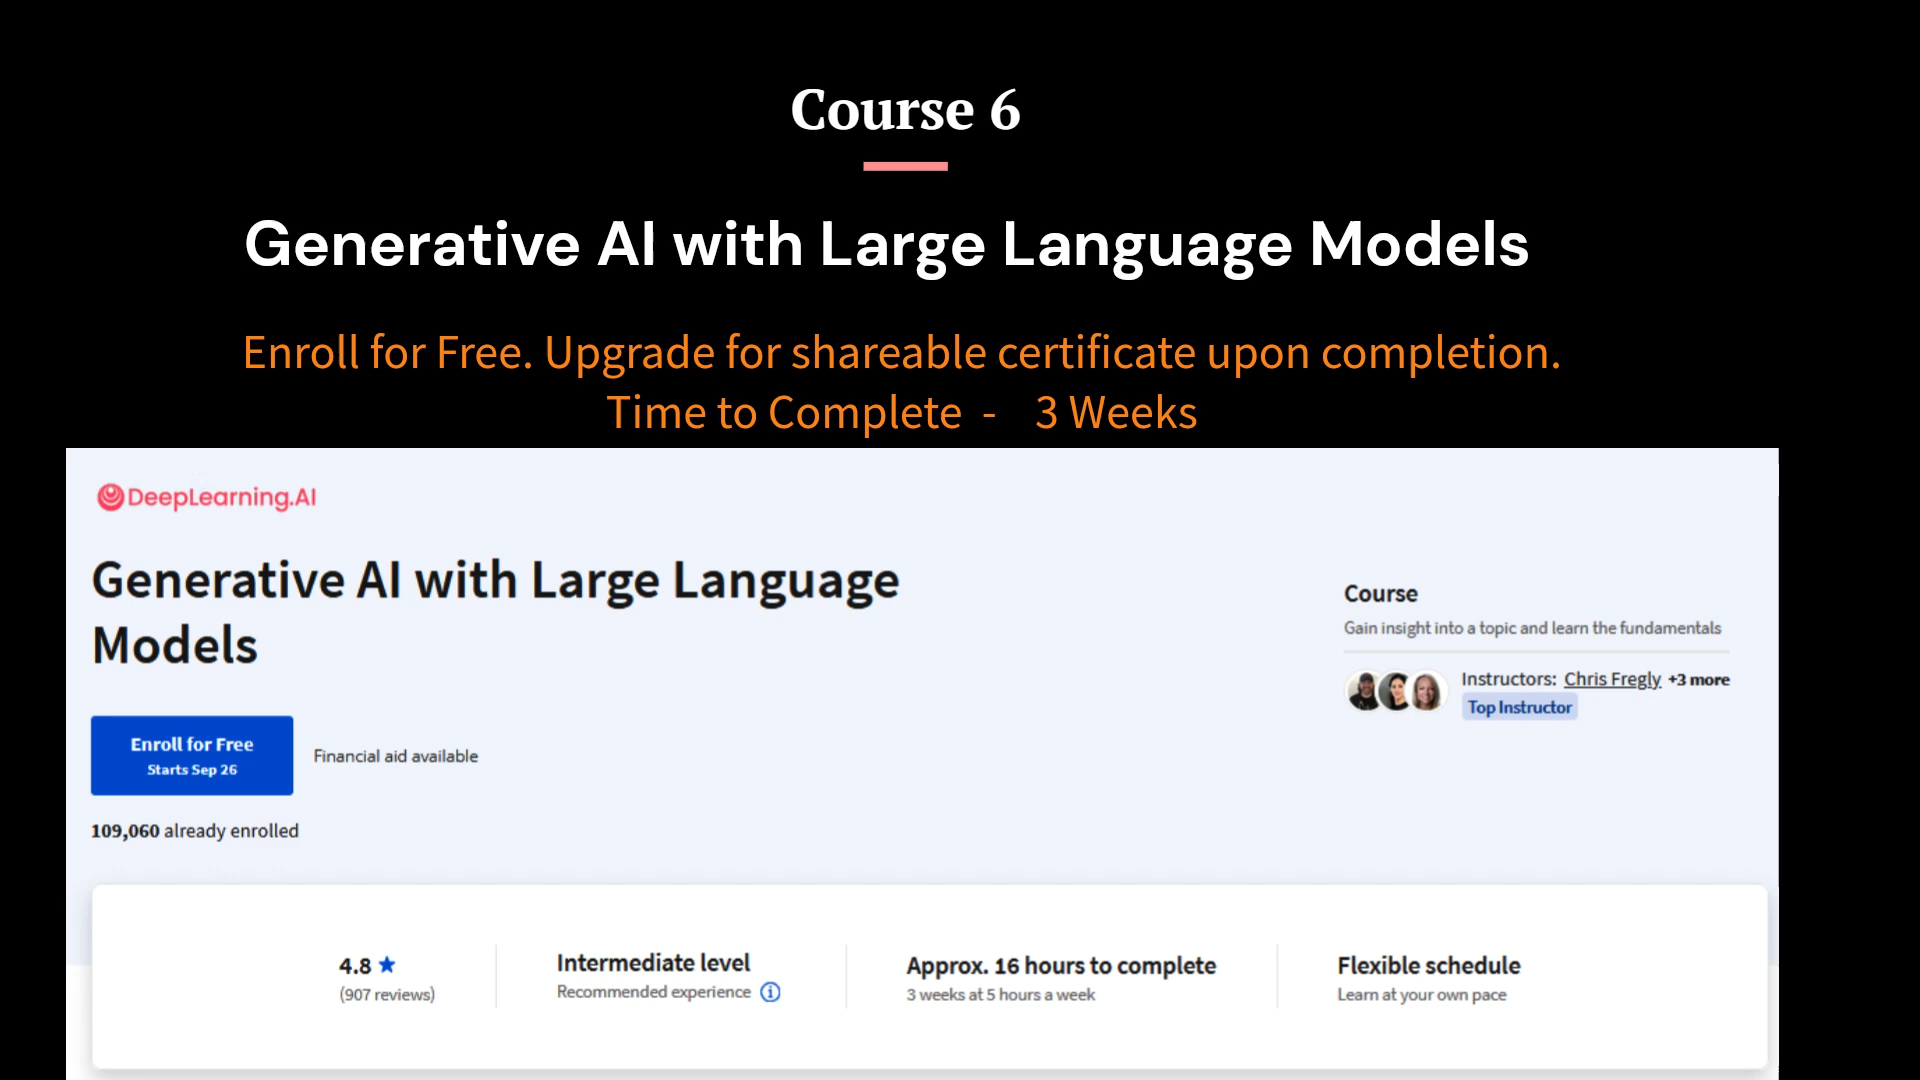 Course 6
Generative AI with Large Language Models
Enroll for Free. Upgrade for shareable certificate upon completion.
Time to Complete - 3 Weeks
DeepLearning.AI
Generative AI with Large Language
Models
Course
Gain insight into a topic and learn the fundamentals
Instructors: Chris Fregly +3 more
Top Instructor
Enroll for Free
Starts Sep 26
Financial aid available
109,060 already enrolled
4.8
(907 reviews)
Intermediate level
Recommended experience
Approx. 16 hours to complete
3 weeks at 5 hours a week
Flexible schedule
Learn at your own pace